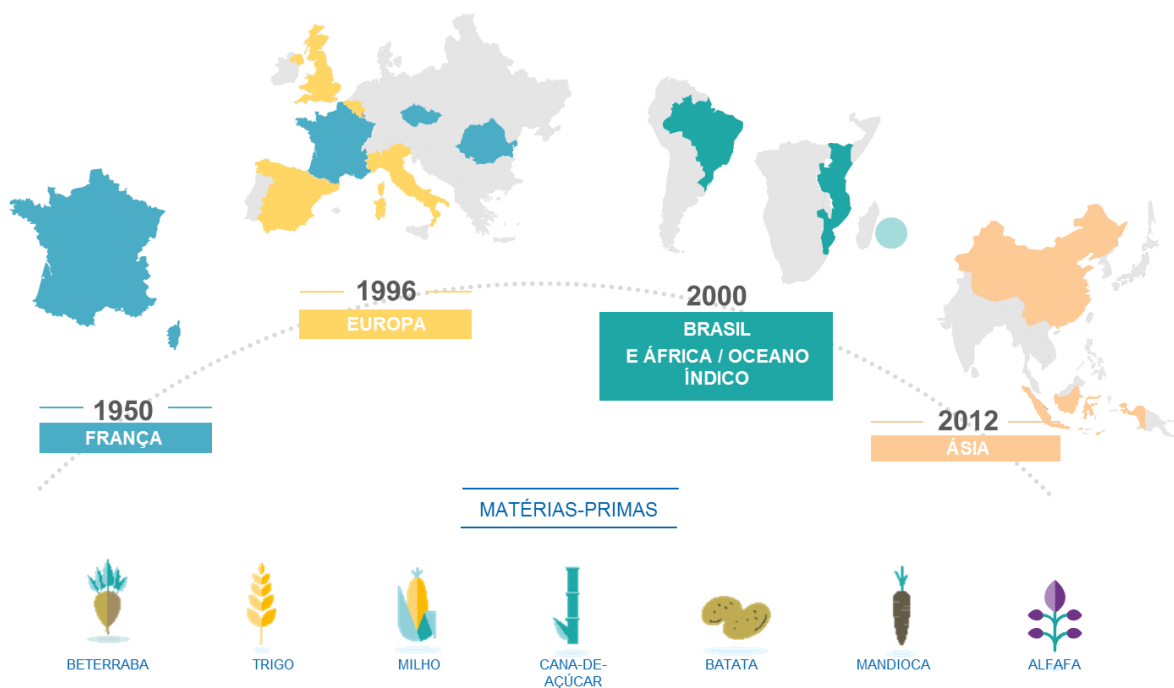 1950
FRANÇA
1996
EUROPA
2000
BRASIL
E ÁFRICA / OCEANO
ÍNDICO
2012
ÁSIA
MATÉRIAS-PRIMAS
BETERRABA
TRIGO
MILHO
CANA-DE-
AÇÚCAR
BATATA
MANDIOCA
ALFAFA